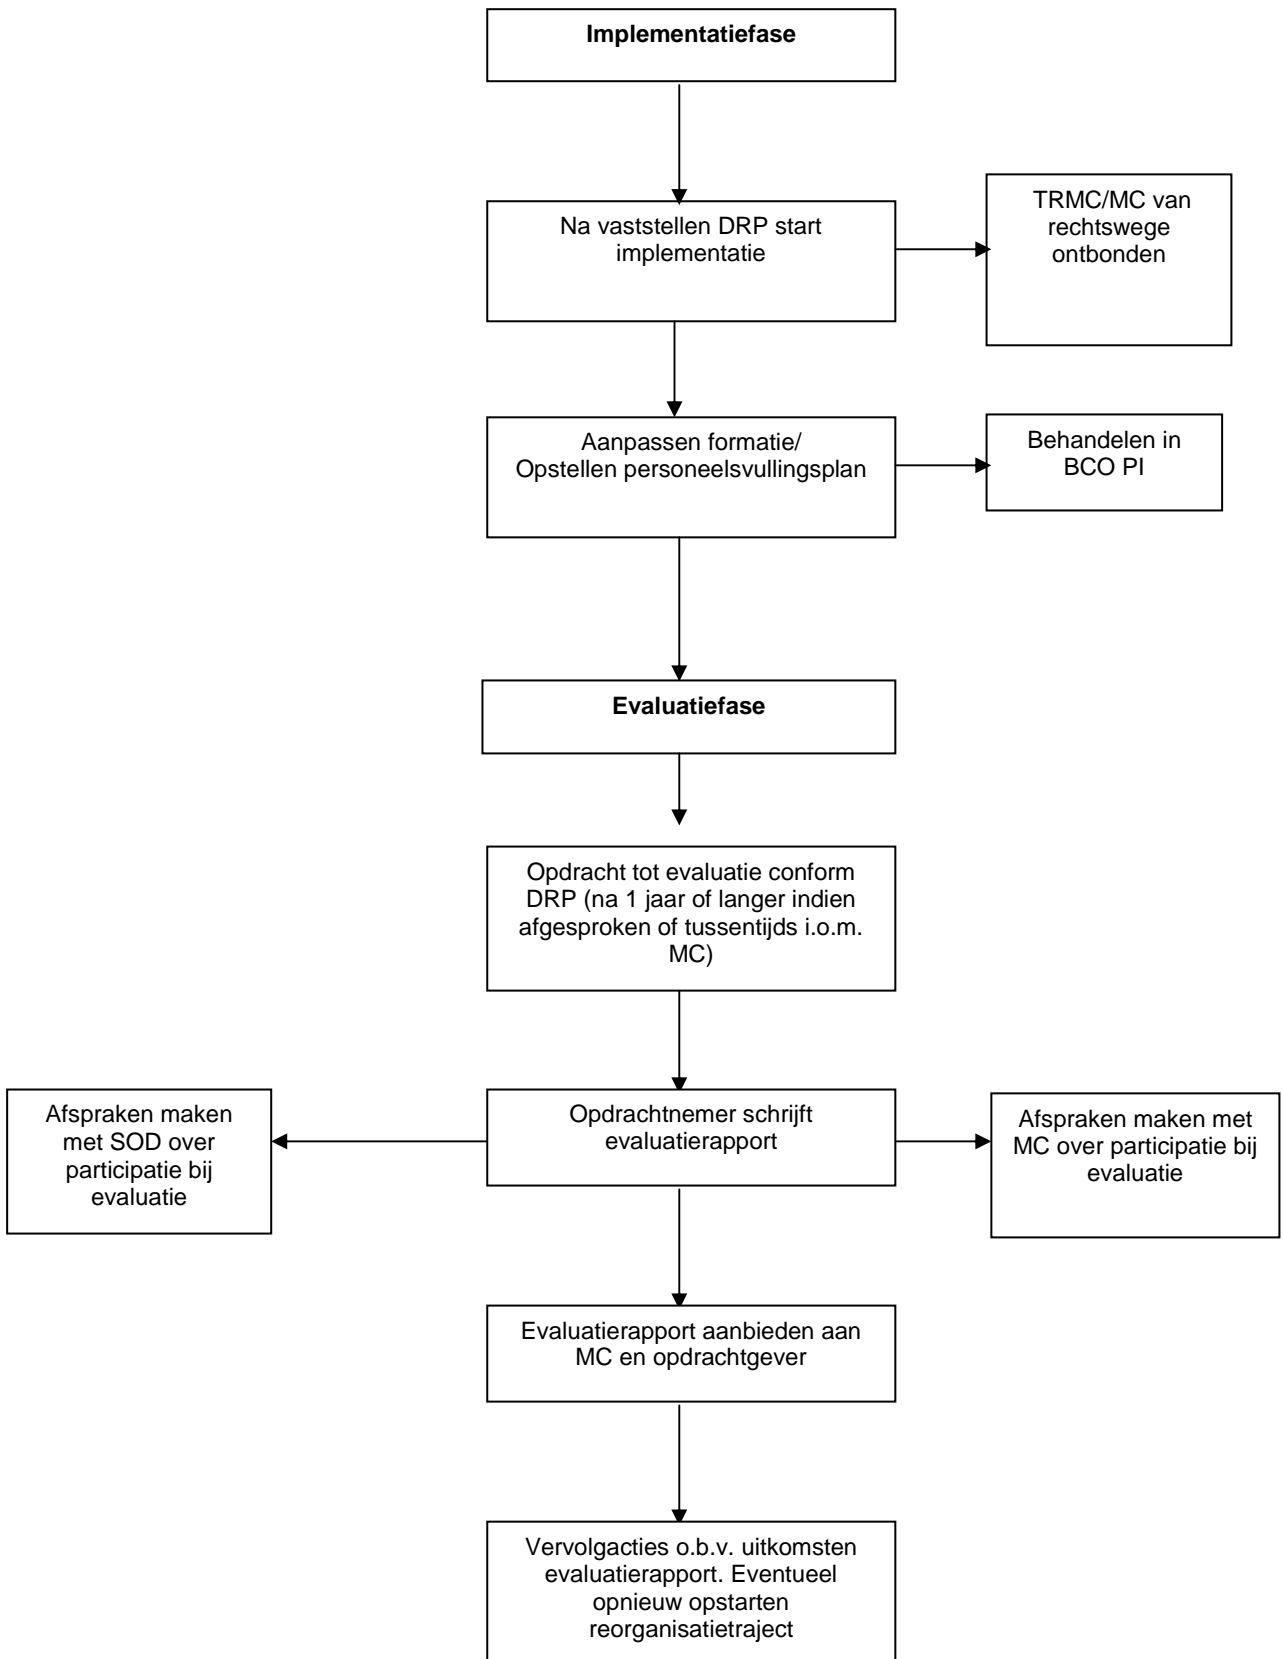 Implementatiefase
Na vaststellen DRP start
implementatie
TRMC/MC van
rechtswege
ontbonden
Aanpassen formatie/
Opstellen personeelsvullingsplan
Behandelen in
BCO PI
Evaluatiefase
Opdracht tot evaluatie conform
DRP (na 1 jaar of langer indien
afgesproken of tussentijds i.o.m.
MC)
Afspraken maken
met SOD over
participatie bij
evaluatie
Opdrachtnemer schrijft
evaluatierapport
Afspraken maken met
MC over participatie bij
evaluatie
Evaluatierapport aanbieden aan
MC en opdrachtgever
Vervolgacties o.b.v. uitkomsten
evaluatierapport. Eventueel
opnieuw opstarten
reorganisatietraject